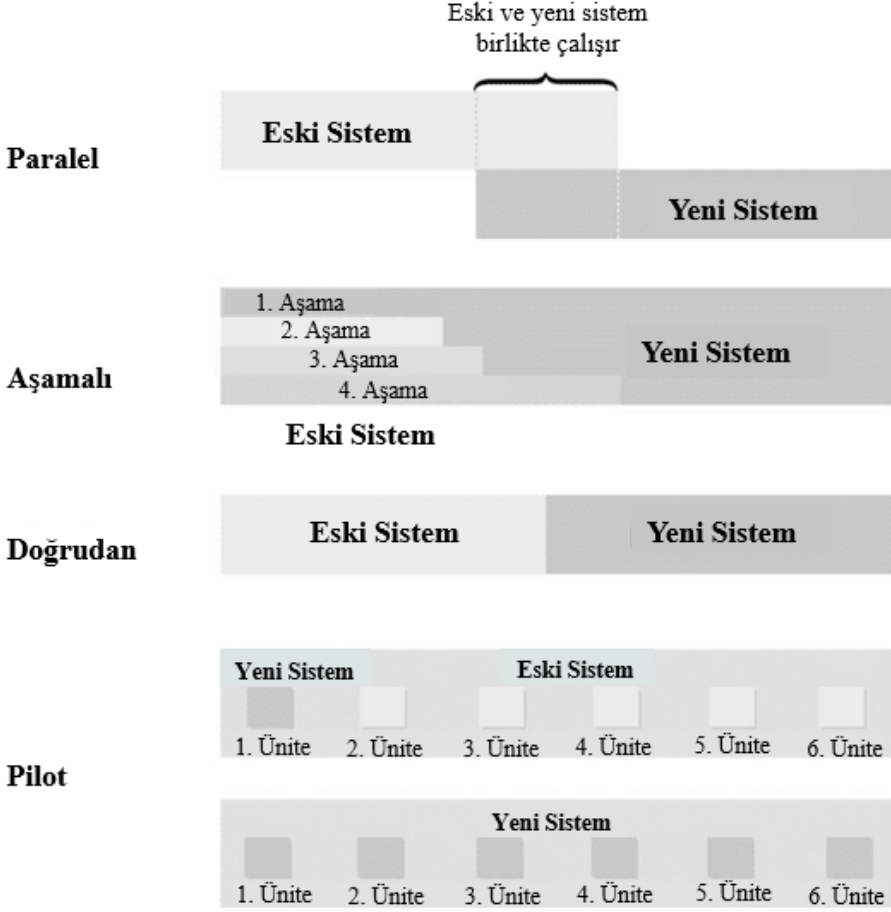 Eski ve yeni sistem
birlikte çalışır
Paralel
Eski Sistem
Yeni Sistem
Aşamalı
1. Aşama
2. Aşama
3. Aşama
4. Aşama
Yeni Sistem
Eski Sistem
Doğrudan
Eski Sistem
Yeni Sistem
Pilot
Yeni Sistem
Eski Sistem
1. Ünite
2. Ünite
3. Ünite
4. Ünite
5. Ünite
6. Ünite
Yeni Sistem
1. Ünite
2. Ünite
3. Ünite
4. Ünite
5. Ünite
6. Ünite